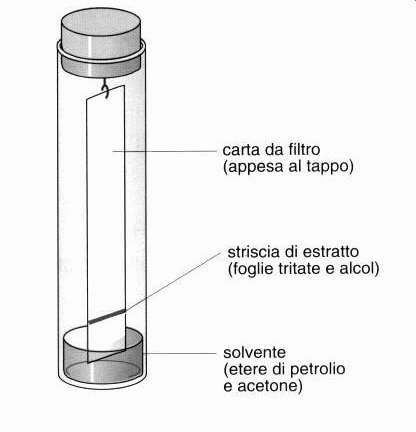 carta da filtro
(appesa al tappo)
striscia di estratto
(foglie tritate e alcol)
solvente
(etere di petrolio
e acetone)